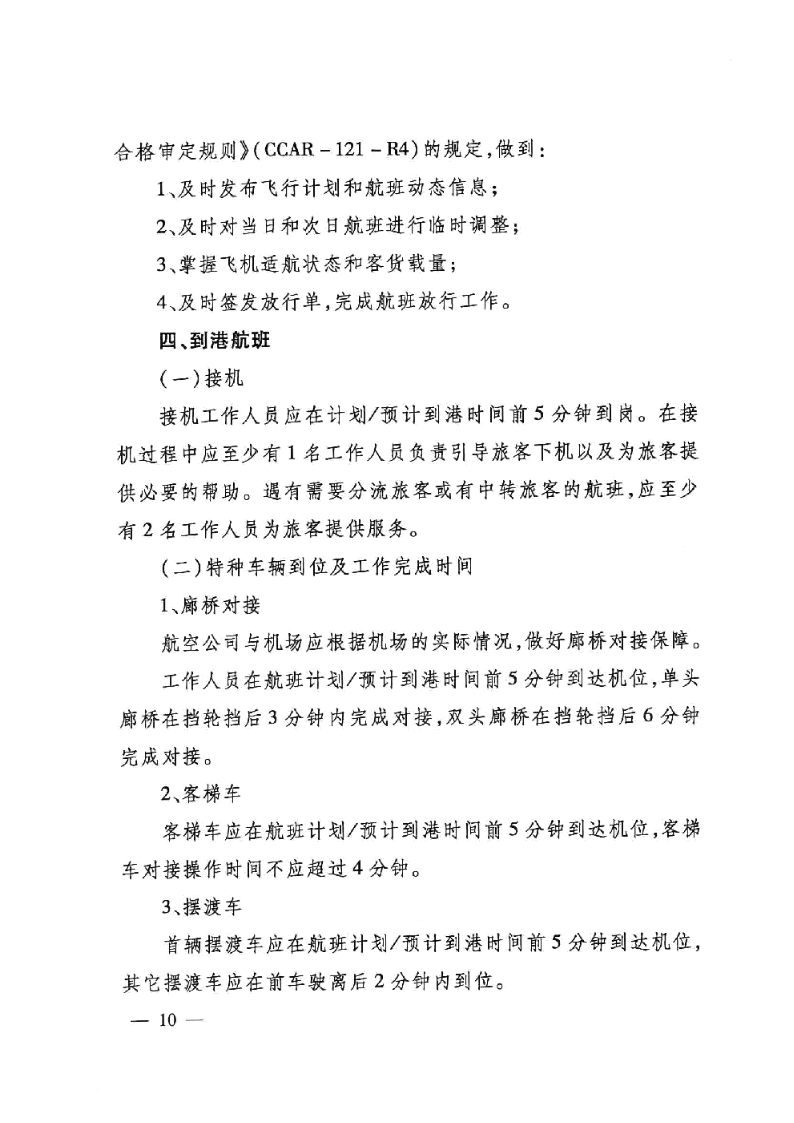 合格审定规则》(CCAR－121－R4)的规定,做到:
1、及时发布飞行计划和航班动态信息;
2、及时对当日和次日航班进行临时调整;
3、掌握飞机适航状态和客货载量;
4、及时签发放行单,完成航班放行工作。
四、到港航班
(一)接机
接机工作人员应在计划/预计到港时间前5分钟到岗。在接
机过程中应至少有1名工作人员负责引导旅客下机以及为旅客提
供必要的帮助。遇有需要分流旅客或有中转旅客的航班,应至少
有2名工作人员为旅客提供服务。
(二)特种车辆到位及工作完成时间
1、廊桥对接
航空公司与机场应根据机场的实际情况,做好廊桥对接保障。
工作人员在航班计划/预计到港时间前5分钟到达机位,单头
廊桥在挡轮挡后3分钟内完成对接,双头廊桥在挡轮挡后6分钟
完成对接。
2、客梯车
客梯车应在航班计划/预计到港时间前5分钟到达机位,客梯
车对接操作时间不应超过4分钟。
3、摆渡车
首辆摆渡车应在航班计划/预计到港时间前5分钟到达机位,
其它摆渡车应在前车驶离后2分钟内到位。
— 10 —